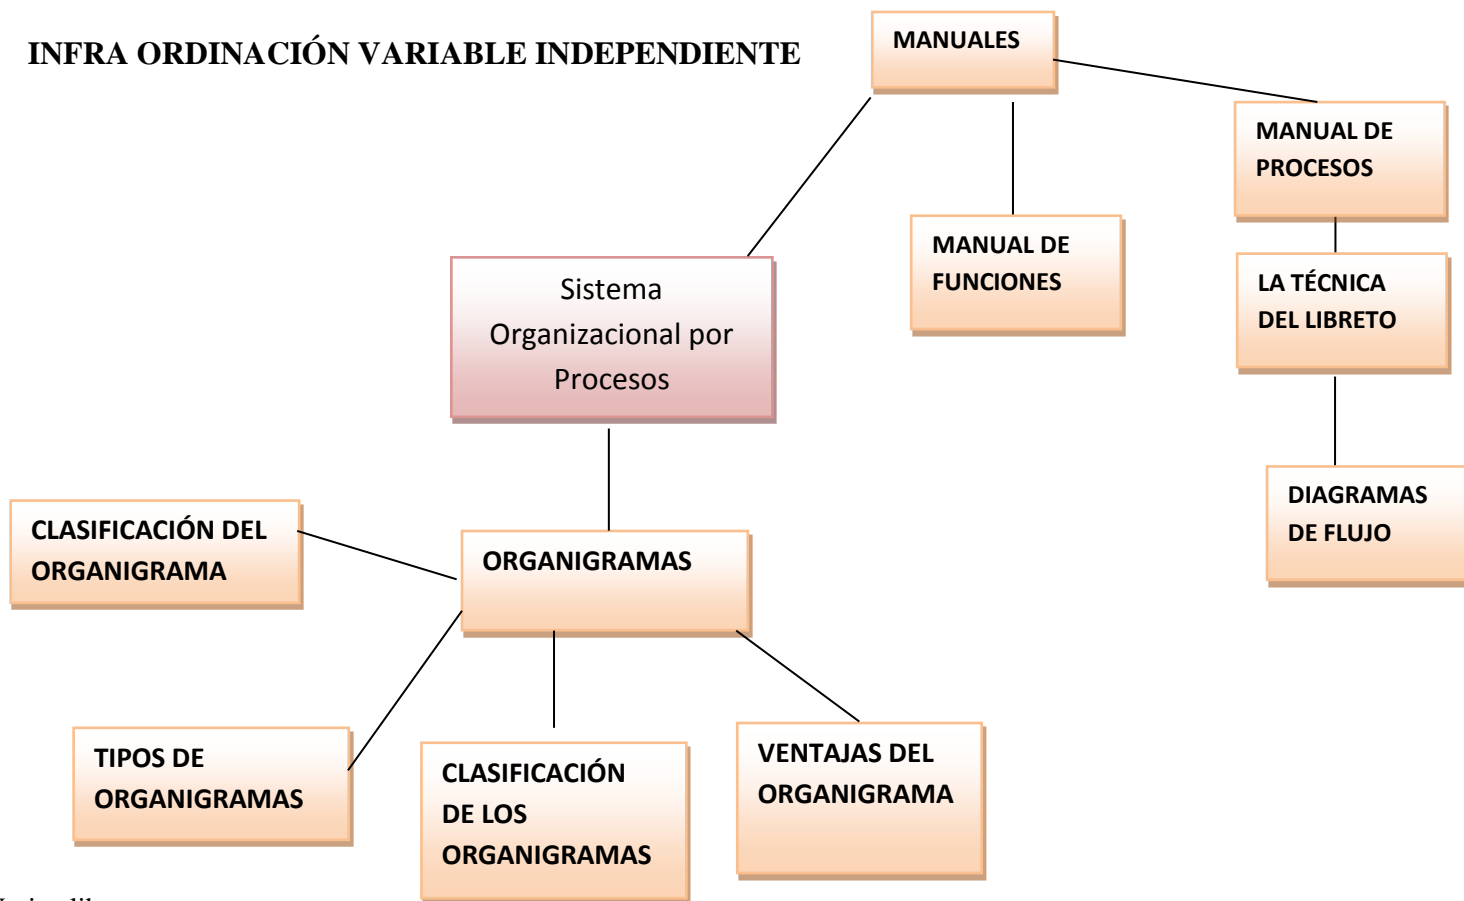 INFRA ORDINACIÓN VARIABLE INDEPENDIENTE
MANUALES
MANUAL DE
PROCESOS
MANUAL DE
FUNCIONES
LA TÉCNICA
DEL LIBRETO
Sistema
Organizacional por
Procesos
DIAGRAMAS
DE FLUJO
CLASIFICACIÓN DEL
ORGANIGRAMA
ORGANIGRAMAS
TIPOS DE
ORGANIGRAMAS
CLASIFICACIÓN
DE LOS
ORGANIGRAMAS
VENTAJAS DEL
ORGANIGRAMA